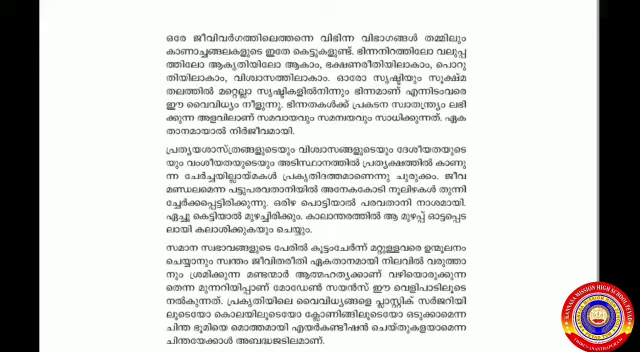 ഒരേ ജീവിവർഗത്തിലെത്തന്നെ വിഭിന്ന വിഭാഗങ്ങൾ തമ്മിലും
കാണാച്ചങ്ങലകളുടെ ഇതേ കെട്ടുകളുണ്ട്. ഭിന്നനിറത്തിലോ വലുപ്പ
ത്തിലോ ആകൃതിയിലോ ആകാം, ഭക്ഷണരീതിയിലാകാം, പൊറു
തിയിലാകാം, വിശ്വാസത്തിലാകാം. ഓരോ സൃഷ്ടിയും സൂക്ഷ്മ
തലത്തിൽ മറ്റെല്ലാ സൃഷ്ടികളിൽനിന്നും ഭിന്നമാണ് എന്നിടംവരെ
ഈ വൈവിധ്യം നീളുന്നു. ഭിന്നതകൾക്ക് പ്രകടന സ്വാതന്ത്ര്യം ലഭി
ക്കുന്ന അളവിലാണ് സമവായവും സമന്വയവും സാധിക്കുന്നത്. ഏക
താനമായാൽ നിർജീവമായി.
പ്രത്യയശാസ്ത്രങ്ങളുടെയും വിശ്വാസങ്ങളുടെയും ദേശീയതയുടെ
യും വംശീയതയുടെയും അടിസ്ഥാനത്തിൽ പ്രത്യക്ഷത്തിൽ കാണു
ന്ന ചേർച്ചയില്ലായ്മകൾ പ്രകൃതിദത്തമാണെന്നു ചുരുക്കം. ജീവ
മണ്ഡലമെന്ന പട്ടുപരവതാനിയിൽ അനേകകോടി നൂലിഴകൾ തുന്നി
ച്ചേർക്കപ്പെട്ടിരിക്കുന്നു. ഒരിഴ പൊട്ടിയാൽ പരവതാനി നാശമായി.
ഏച്ചു കെട്ടിയാൽ മുഴച്ചിരിക്കും. കാലാന്തരത്തിൽ ആ മുഴപ്പ് ഓട്ടപ്പെട
ലായി കലാശിക്കുകയും ചെയ്യും.
സമാന സ്വഭാവങ്ങളുടെ പേരിൽ കൂട്ടംചേർന്ന് മറ്റുള്ളവരെ ഉന്മൂലനം
ചെയ്യാനും സ്വന്തം ജീവിതരീതി ഏകതാനമായി നിലവിൽ വരുത്താ
നും ശ്രമിക്കുന്ന മണ്ടന്മാർ ആത്മഹത്യക്കാണ് വഴിയൊരുക്കുന്ന
തെന്ന മുന്നറിയിപ്പാണ് മോഡേൺ സയൻസ് ഈ വെളിപാടിലൂടെ
നൽകുന്നത്. പ്രകൃതിയിലെ വൈവിധ്യങ്ങളെ പ്ലാസ്റ്റിക് സർജറിയി
ലൂടെയോ കൊലയിലൂടെയോ ക്ലോണിങ്ങിലൂടെയോ ഒടുക്കാമെന്ന
ചിന്ത ഭൂമിയെ മൊത്തമായി എയർകണ്ടീഷൻ ചെയ്തുകളയാമെന്ന
ചിന്തയേക്കാൾ അബദ്ധജടിലമാണ്.